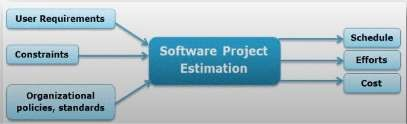 User Requirements
Constraints
Organizational
policies, standards
Software Project
Estimation
Schedule
Efforts
Cost